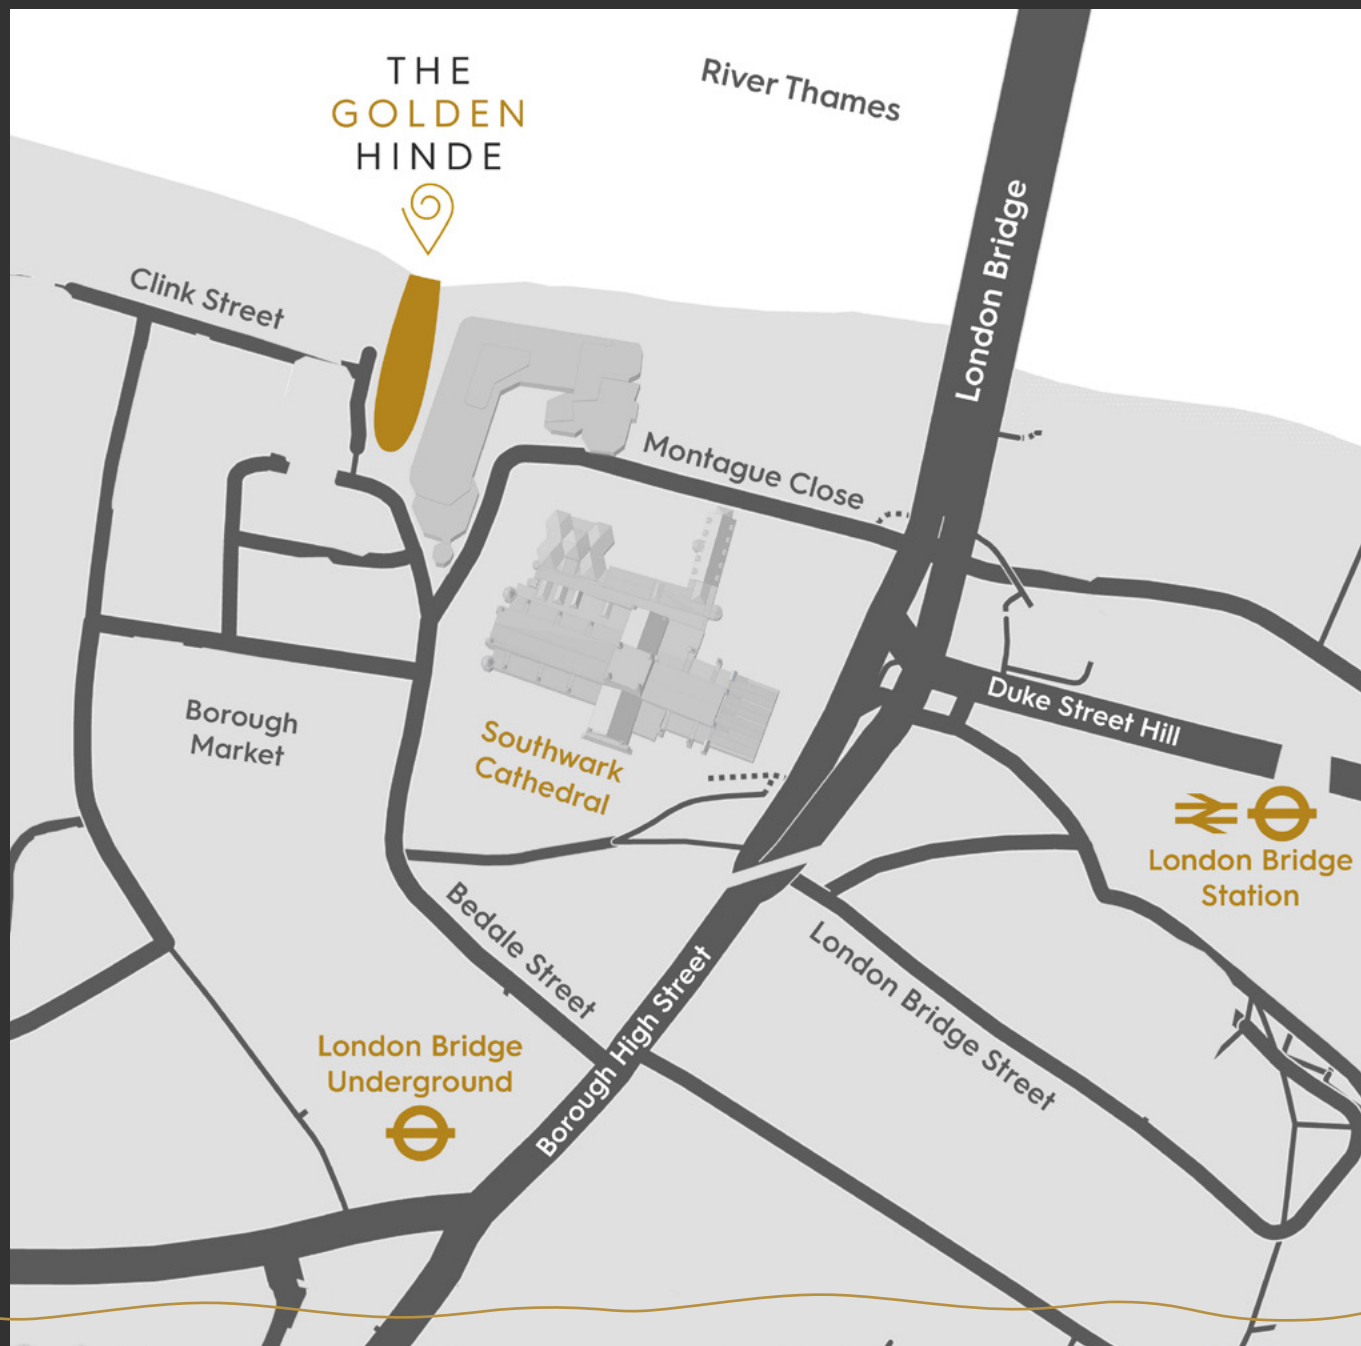 THE
GOLDEN
HINDE
River Thames
London Bridge
Clink Street
Montague Close
Duke Street Hill
Borough
Market
Southwark
Cathedral
London Bridge
Station
Bedale Street
London Bridge Street
Borough High Street
London Bridge
Underground